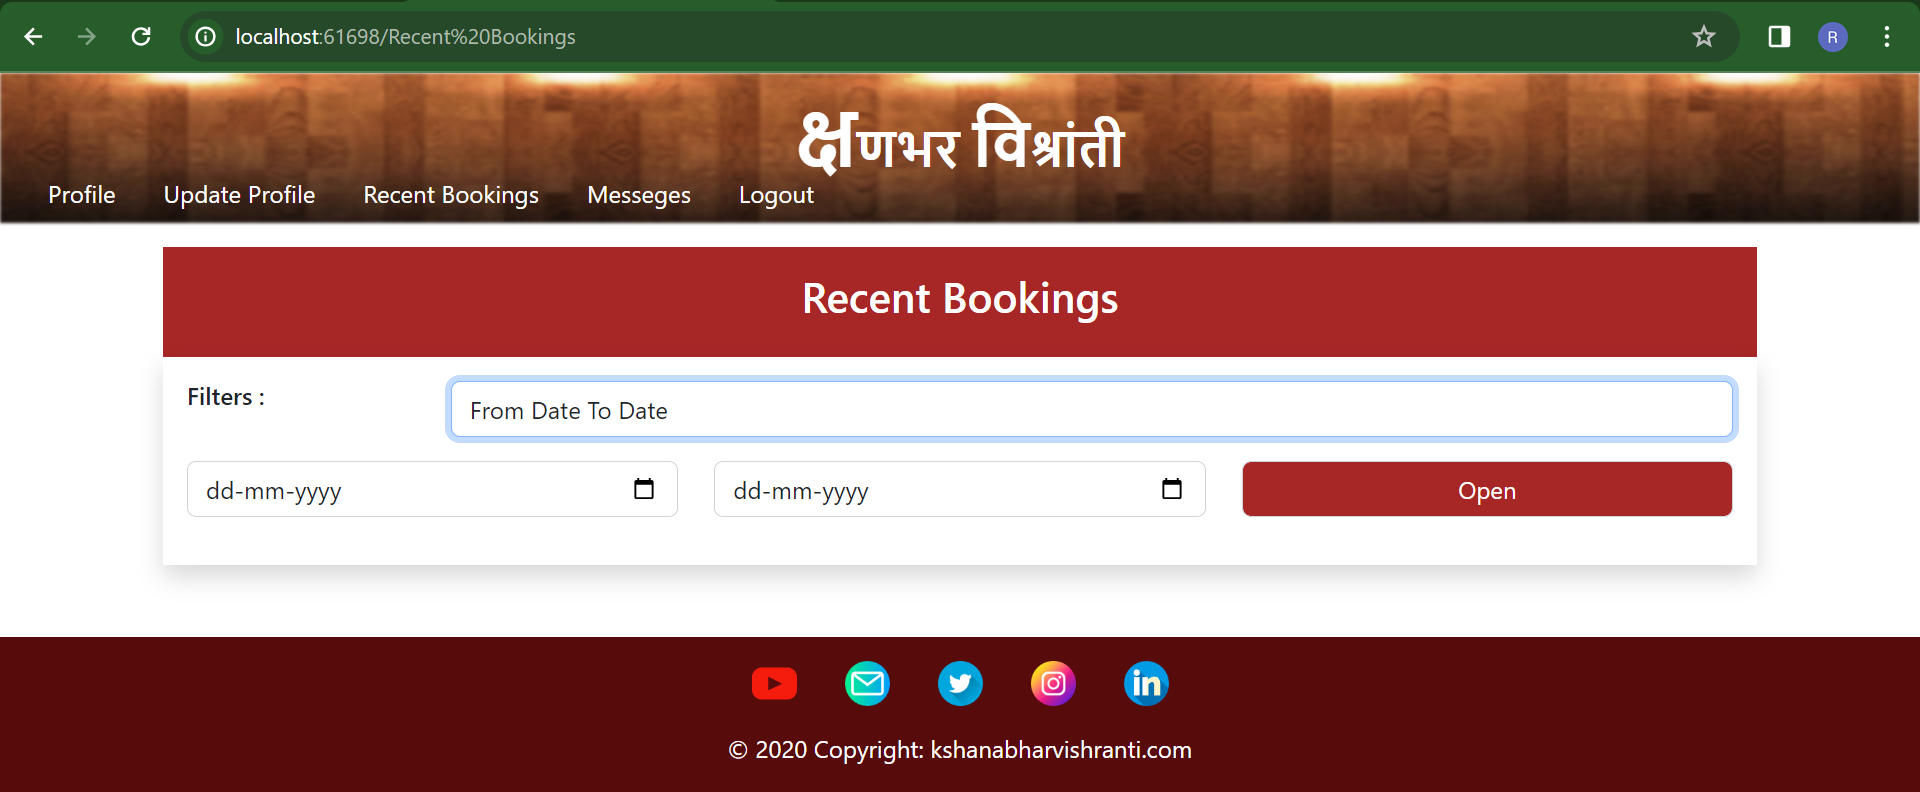 localhost:61698/Recent%20Bookings
R
क्षणभर विश्रांती
Profile Update Profile Recent Bookings Messeges Logout
Recent Bookings
Filters : From Date To Date
dd-mm-yyyy dd-mm-yyyy Open
in
© 2020 Copyright: kshanabharvishranti.com